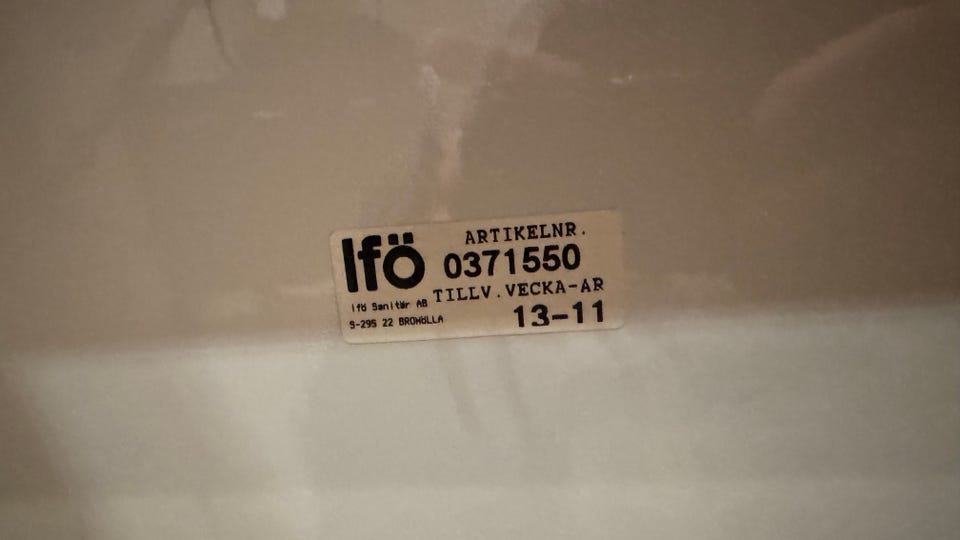 Ifö
ARTIKELNR.
0371550
TILLV.VECKA-AR
13-11
Ifö Sanitär AB
S-295 22 BROMÖLLA